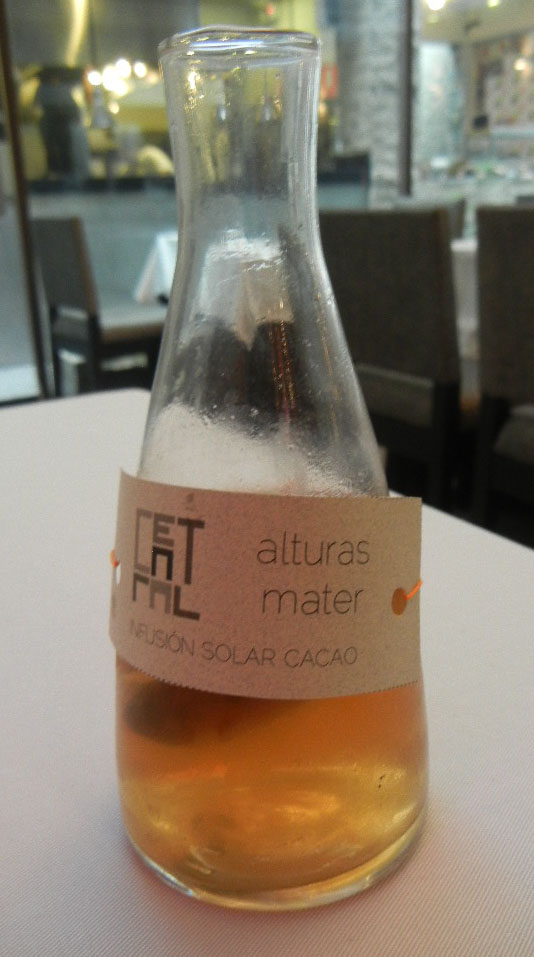 CENTRAL
alturas
mater
INFUSIÓN SOLAR CACAO